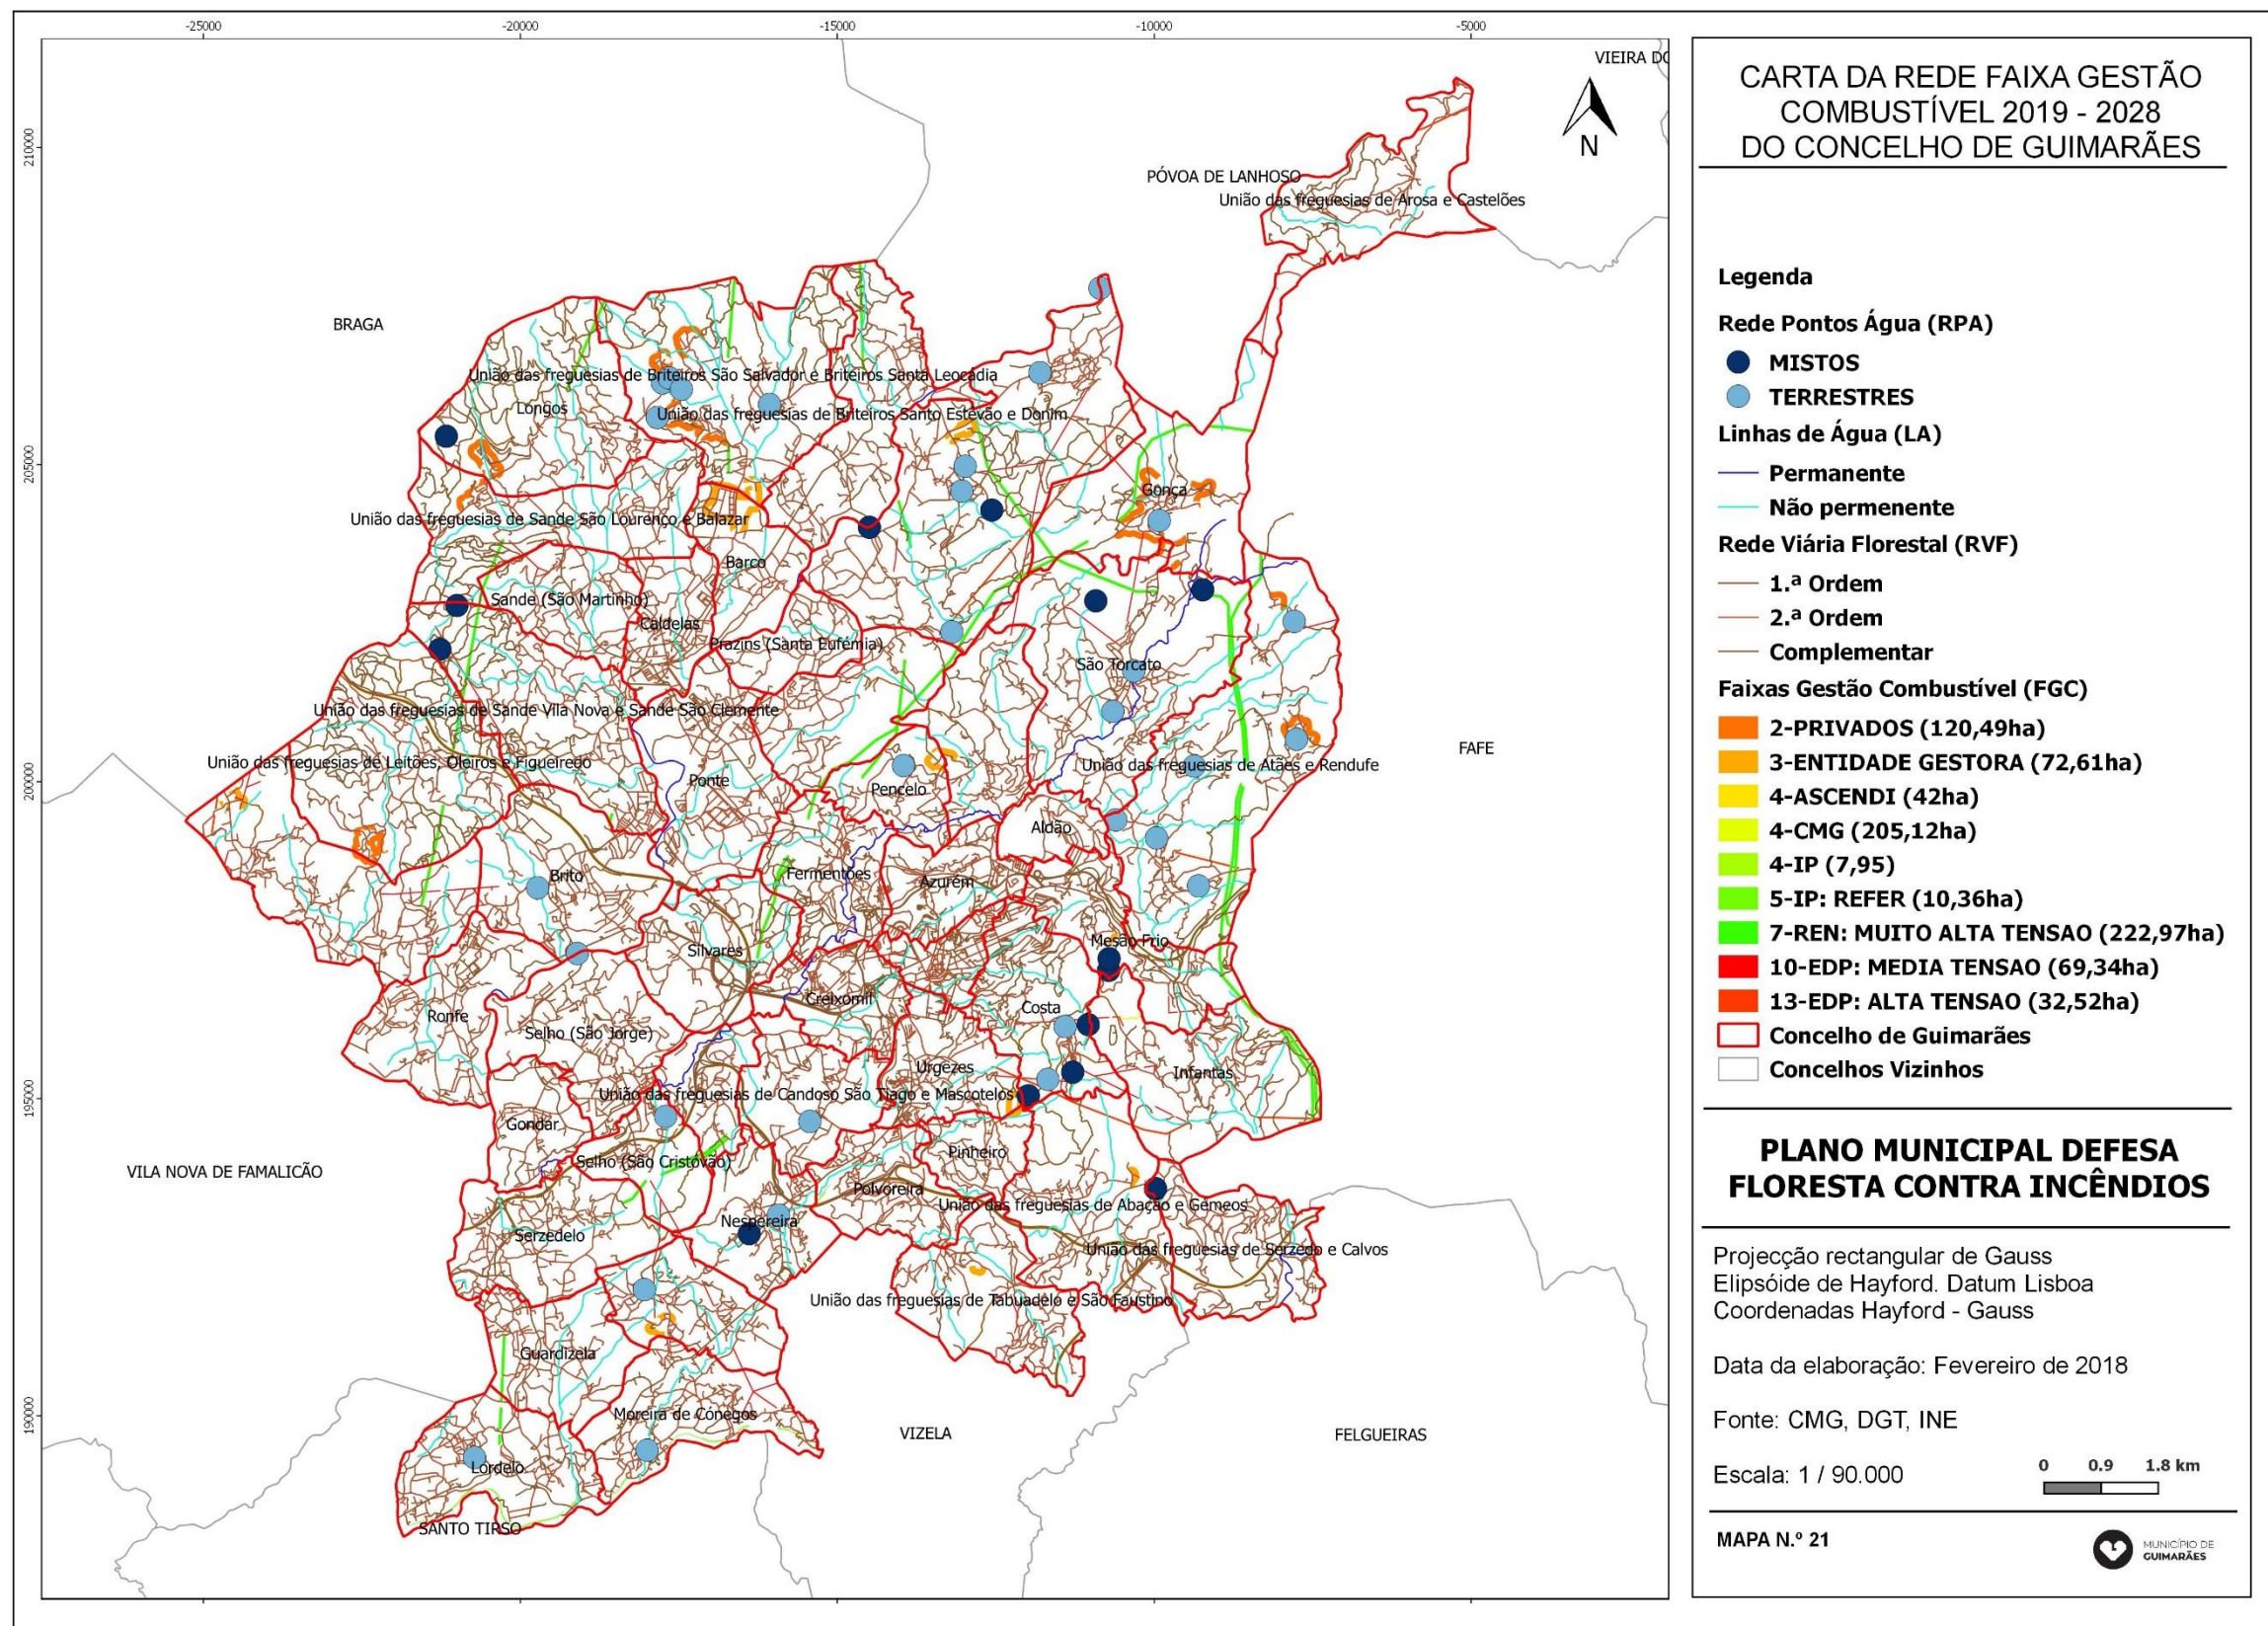 -25000
-20000
-15000
-10000
-5000
210000
205000
200000
195000
190000
VIEIRA DO
N
PÓVOA DE LANHOSO
União das freguesias de Arosa e Castelões
BRAGA
União das freguesias de Briteiros São Salvador e Briteiros Santa Leocádia
Longos
União das freguesias de Briteiros Santo Estêvão e Donim
Gonça
União das freguesias de Sande São Lourenço e Balazar
Barco
Sande (São Martinho)
Caldelas
Prazins (Santa Eufémia)
São Torcato
União das freguesias de Sande Vila Nova e Sande São Clemente
FAFE
União das freguesias de Leitões, Oleiros e Figueiredo
União das freguesias de Atães e Rendufe
Ponte
Pencelo
Aldão
Brito
Fermentões
Azurém
Mesão Frio
Silvares
Creixomil
Costa
Ronfe
Selho (São Jorge)
Urgezes
Infantas
União das freguesias de Candoso São Tiago e Mascotelos
Gondar
Pinheiro
Selho (São Cristóvão)
VILA NOVA DE FAMALICÃO
Polvoreira
União das freguesias de Abação e Gémeos
Nespereira
Serzedelo
União das freguesias de Serzedo e Calvos
União das freguesias de Tabuadelo e São Faustino
Guardizela
Moreira de Cónegos
VIZELA
FELGUEIRAS
Lordelo
SANTO TIRSO
CARTA DA REDE FAIXA GESTÃO
COMBUSTÍVEL 2019 - 2028
DO CONCELHO DE GUIMARÃES
Legenda
Rede Pontos Água (RPA)
MISTOS
TERRESTRES
Linhas de Água (LA)
Permanente
Não permenente
Rede Viária Florestal (RVF)
1.ª Ordem
2.ª Ordem
Complementar
Faixas Gestão Combustível (FGC)
2-PRIVADOS (120,49ha)
3-ENTIDADE GESTORA (72,61ha)
4-ASCENDI (42ha)
4-CMG (205,12ha)
4-IP (7,95)
5-IP: REFER (10,36ha)
7-REN: MUITO ALTA TENSAO (222,97ha)
10-EDP: MEDIA TENSAO (69,34ha)
13-EDP: ALTA TENSAO (32,52ha)
Concelho de Guimarães
Concelhos Vizinhos
PLANO MUNICIPAL DEFESA
FLORESTA CONTRA INCÊNDIOS
Projecção rectangular de Gauss
Elipsóide de Hayford. Datum Lisboa
Coordenadas Hayford - Gauss
Data da elaboração: Fevereiro de 2018
Fonte: CMG, DGT, INE
Escala: 1 / 90.000
0 0.9 1.8 km
MAPA N.º 21
MUNICÍPIO DE
GUIMARÃES